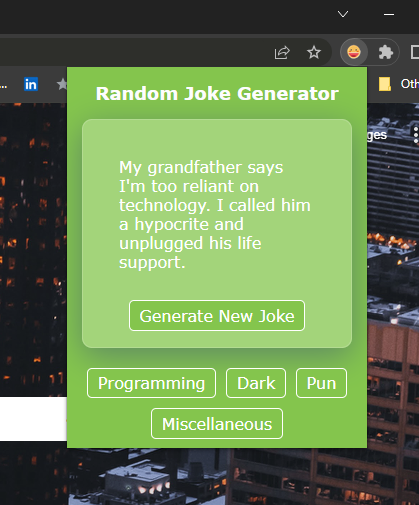 in
Oth
Random Joke Generator
ges
My grandfather says
I'm too reliant on
technology. I called him
a hypocrite and
unplugged his life
support.
Generate New Joke
Programming
Dark
Pun
Miscellaneous